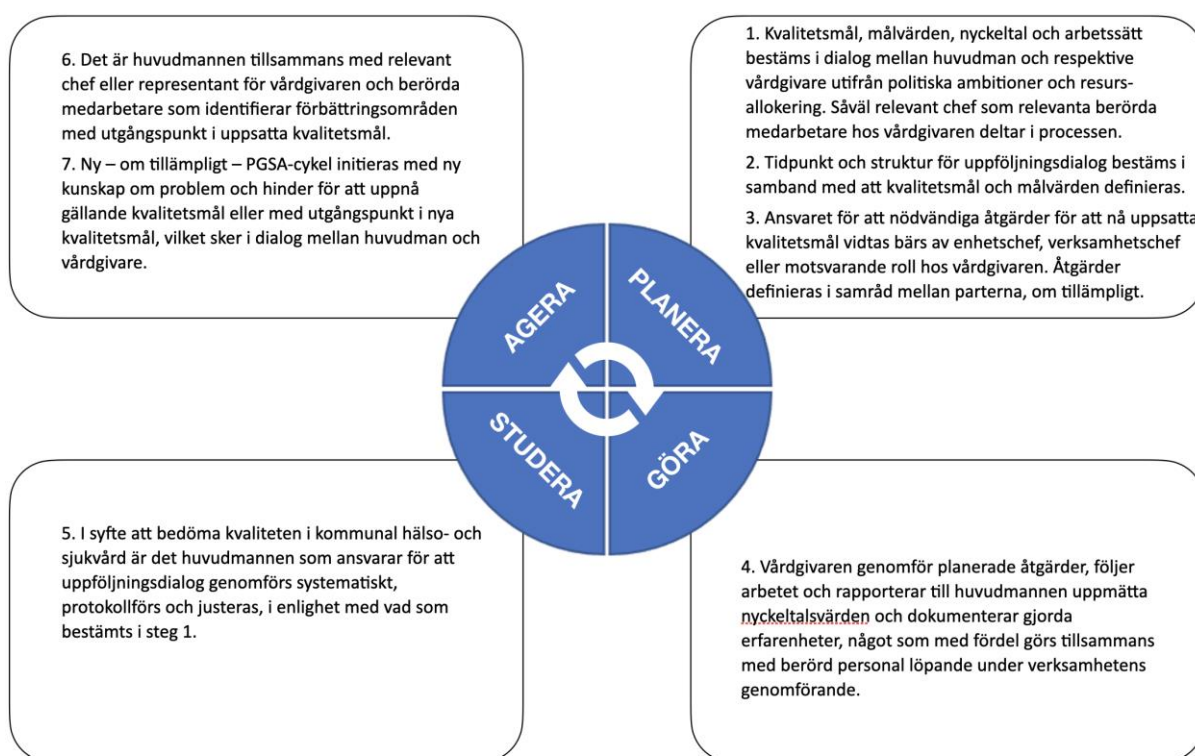 6. Det är huvudmannen tillsammans med relevant
chef eller representant för vårdgivaren och berörda
medarbetare som identifierar förbättringsområden
med utgångspunkt i uppsatta kvalitetsmål.
7. Ny – om tillämpligt – PGSA-cykel initieras med ny
kunskap om problem och hinder för att uppnå
gällande kvalitetsmål eller med utgångspunkt i nya
kvalitetsmål, vilket sker i dialog mellan huvudman och
vårdgivare.
1. Kvalitetsmål, målvärden, nyckeltal och arbetssätt
bestäms i dialog mellan huvudman och respektive
vårdgivare utifrån politiska ambitioner och resurs-
allokering. Såväl relevant chef som relevanta berörda
medarbetare hos vårdgivaren deltar i processen.
2. Tidpunkt och struktur för uppföljningsdialog bestäms i
samband med att kvalitetsmål och målvärden definieras.
3. Ansvaret för att nödvändiga åtgärder för att nå uppsatta
kvalitetsmål vidtas bärs av enhetschef, verksamhetschef
eller motsvarande roll hos vårdgivaren. Åtgärder
definieras i samråd mellan parterna, om tillämpligt.
AGERA
PLANERA
STUDERA
GÖRA
5. I syfte att bedöma kvaliteten i kommunal hälso- och
sjukvård är det huvudmannen som ansvarar för att
uppföljningsdialog genomförs systematiskt,
protokollförs och justeras, i enlighet med vad som
bestämts i steg 1.
4. Vårdgivaren genomför planerade åtgärder, följer
arbetet och rapporterar till huvudmannen uppmätta
nyckeltalsvärden och dokumenterar gjorda
erfarenheter, något som med fördel görs tillsammans
med berörd personal löpande under verksamhetens
genomförande.